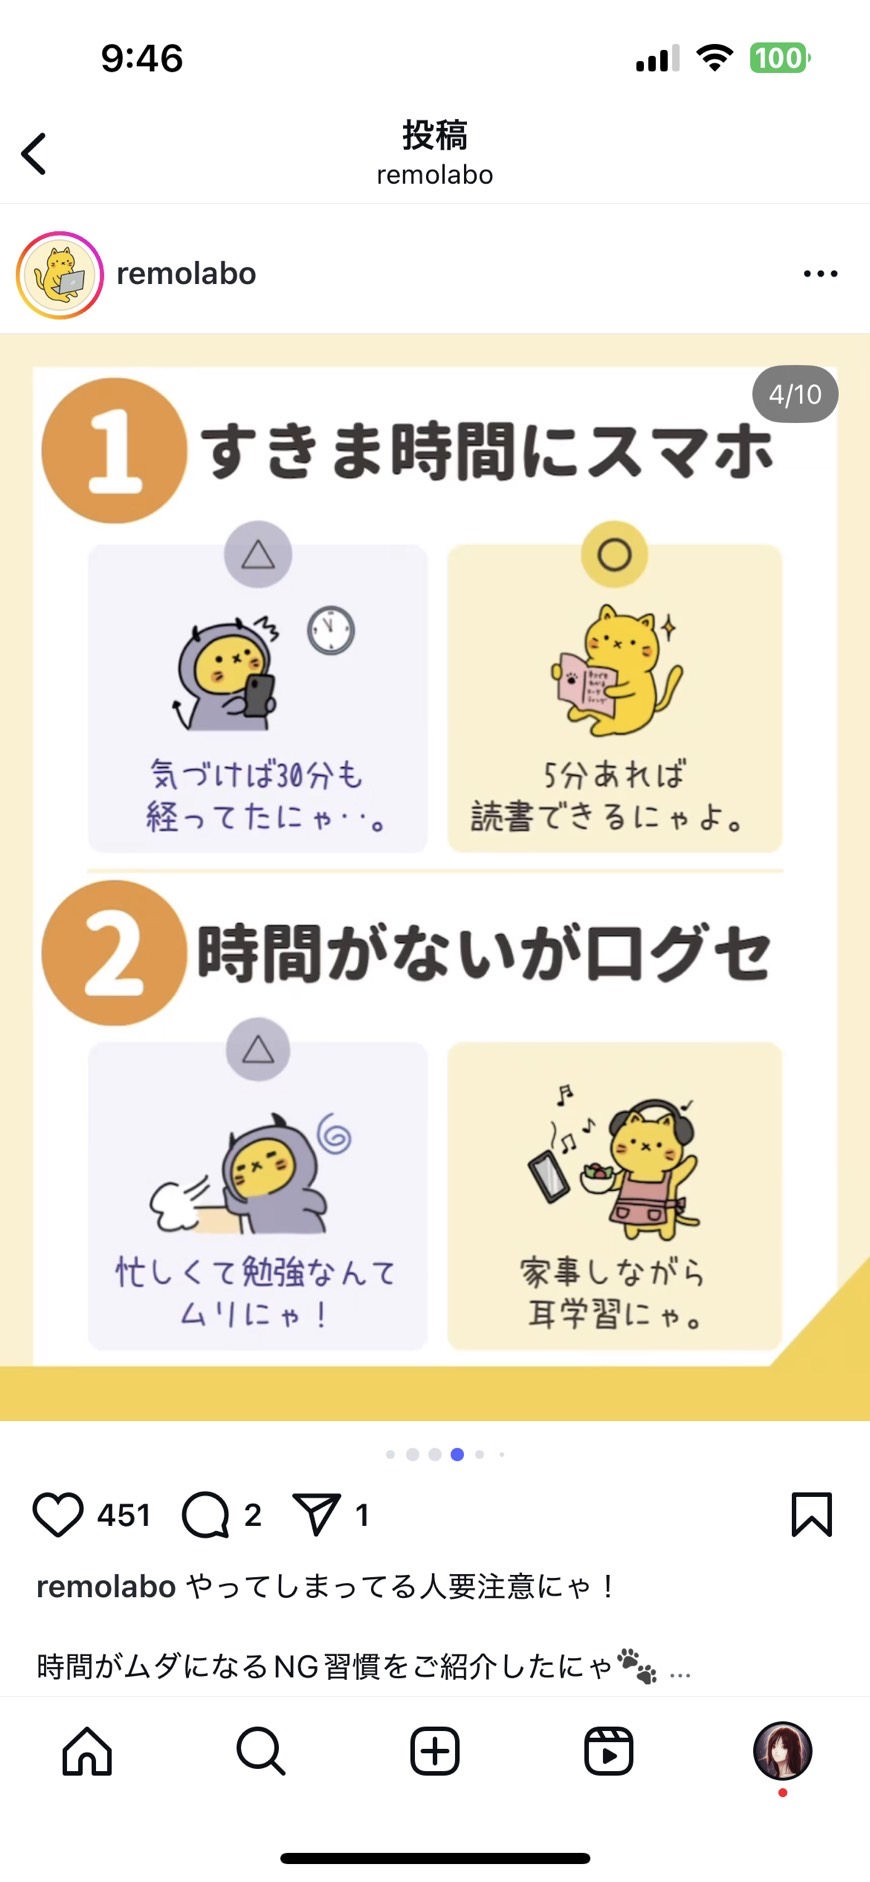 9:46
100
投稿
remolabo
remolabo
4/10
1 すきま時間にスマホ
△
気づけば30分も
経ってたにゃ‥。
○
5分あれば
読書できるにゃよ。
2 時間がないが口グセ
△
忙しくて勉強なんて
ムリにゃ！
家事しながら
耳学習にゃ。
451 2 1
remolabo やってしまってる人要注意にゃ！
時間がムダになるNG習慣をご紹介したにゃ🐾 ...